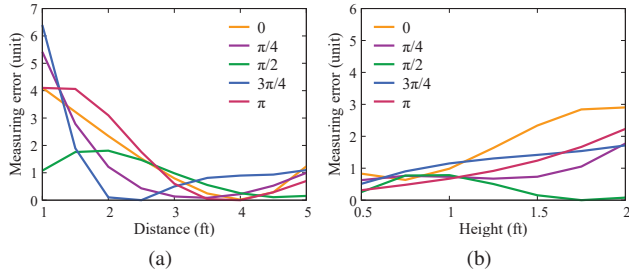 7
6
5
4
3
2
1
0
Measuring error (unit)
0
π/4
π/2
3π/4
π
1
2
3
4
5
Distance (ft)
(a)
6
5
3
2
0
Measuring error (unit)
0
π/4
π/2
3π/4
π
0.5
1
1.5
2
Height (ft)
(b)